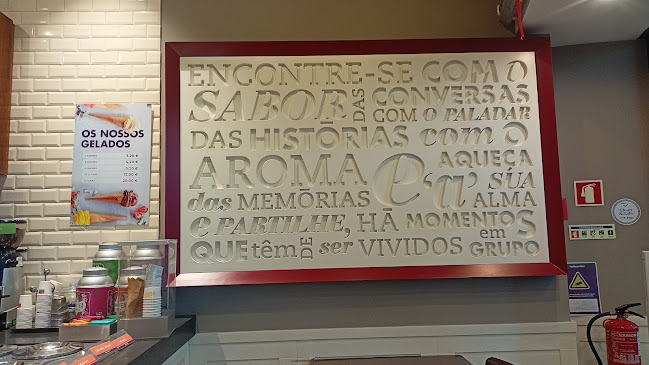 OS NOSSOS
GELADOS
ENCONTRE-SE COM O
SABOR DAS CONVERSAS
COM O PALADAR
DAS HISTÓRIAS com o
AROMA
das MEMÓRIAS e 'a'
AQUEÇA
SUA
ALMA
e PARTILHE, HÁ MOMENTOS
QUE têm DE ser VIVIDOS em
GRUPO